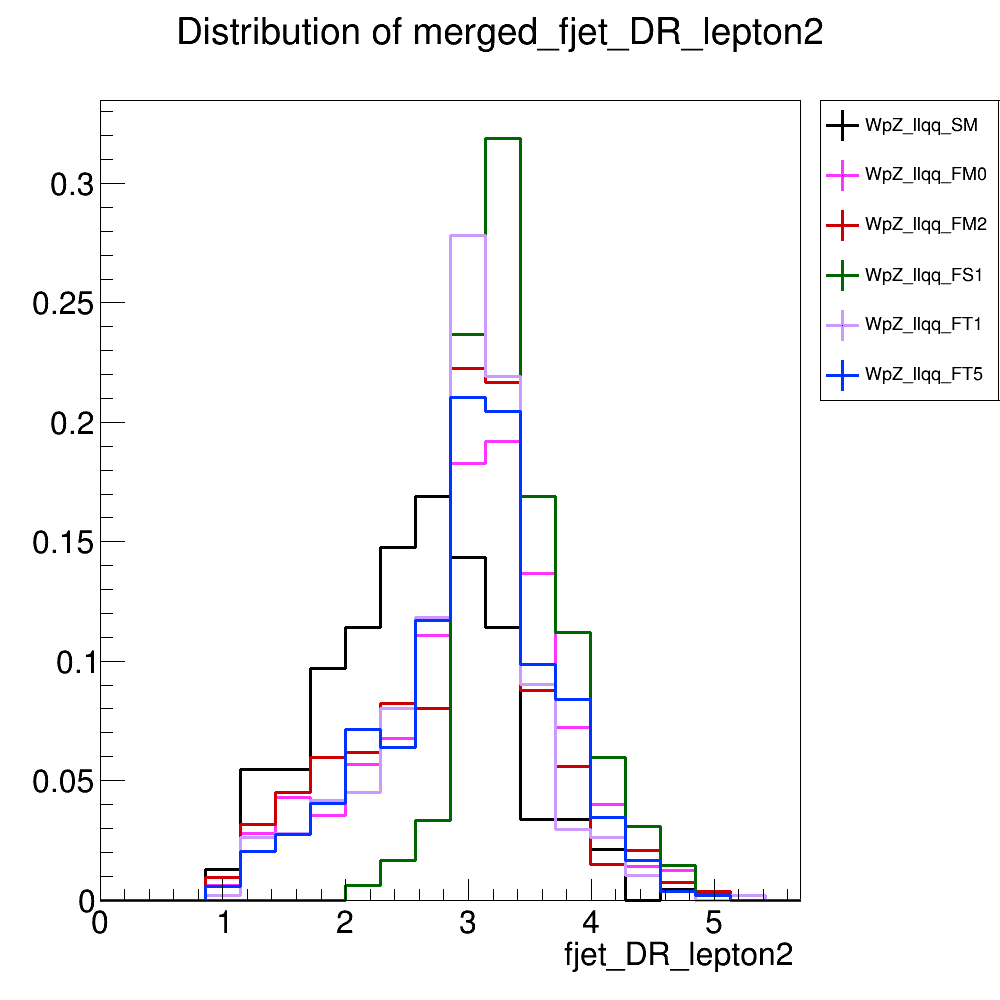 Distribution of merged_fjet_DR_lepton2
WpZ_llqq_SM
WpZ_llqq_FM0
WpZ_llqq_FM2
WpZ_llqq_FS1
WpZ_llqq_FT1
WpZ_llqq_FT5
0.3
0.25
0.2
0.15
0.1
0.05
0
0 1 2 3 4 5
fjet_DR_lepton2